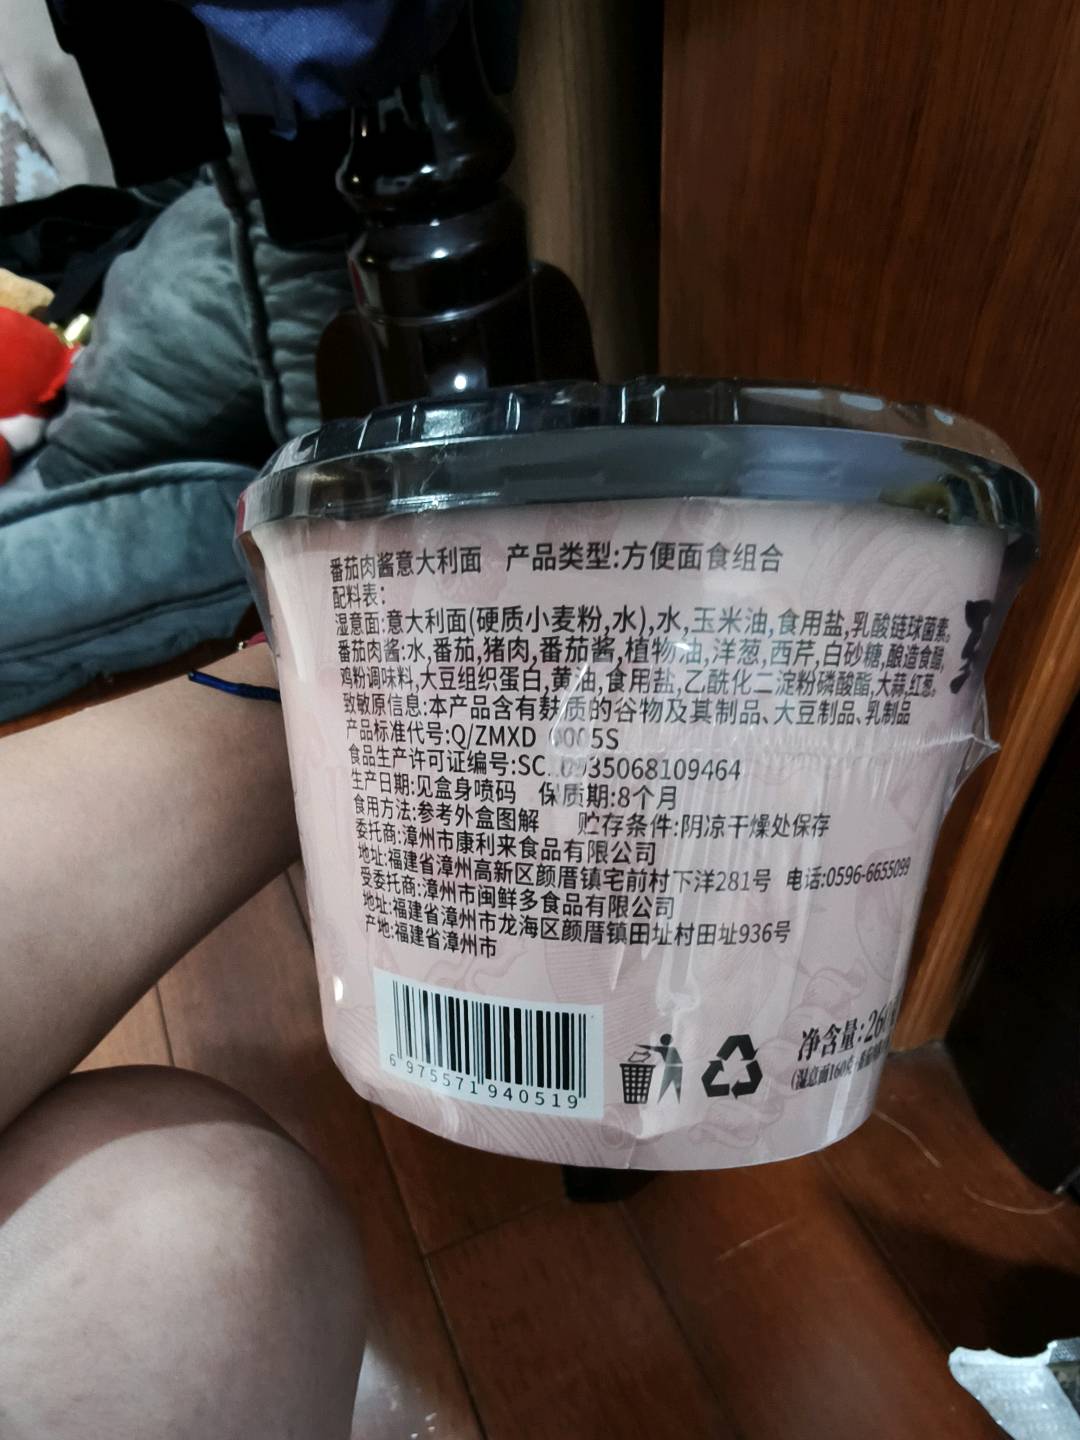 番茄肉酱意大利面 产品类型:方便面食组合
配料表:
湿意面:意大利面(硬质小麦粉,水),水,玉米油,食用盐,乳酸链球菌素。
番茄肉酱:水,番茄,猪肉,番茄酱,植物油,洋葱,西芹,白砂糖,酿造食醋,
鸡粉调味料,大豆组织蛋白,黄油,食用盐,乙酰化二淀粉磷酸酯,大蒜,红葱。
致敏原信息:本产品含有麸质的谷物及其制品、大豆制品、乳制品
产品标准代号:Q/ZMXD 0005S
食品生产许可证编号:
生产日期:见盒身喷码 保质期:8个月
食用方法:参考外盒图解 贮存条件:阴凉干燥处保存
委托商:漳州市康利来食品有限公司
地址:福建省漳州高新区颜厝镇宅前村下洋281号 电话:0596-6655099
受委托商:漳州市闽鲜多食品有限公司
地址:福建省漳州市龙海区颜厝镇田址村田址936号
产地:福建省漳州市
6 975571 940519
净含量:
(湿意面160克